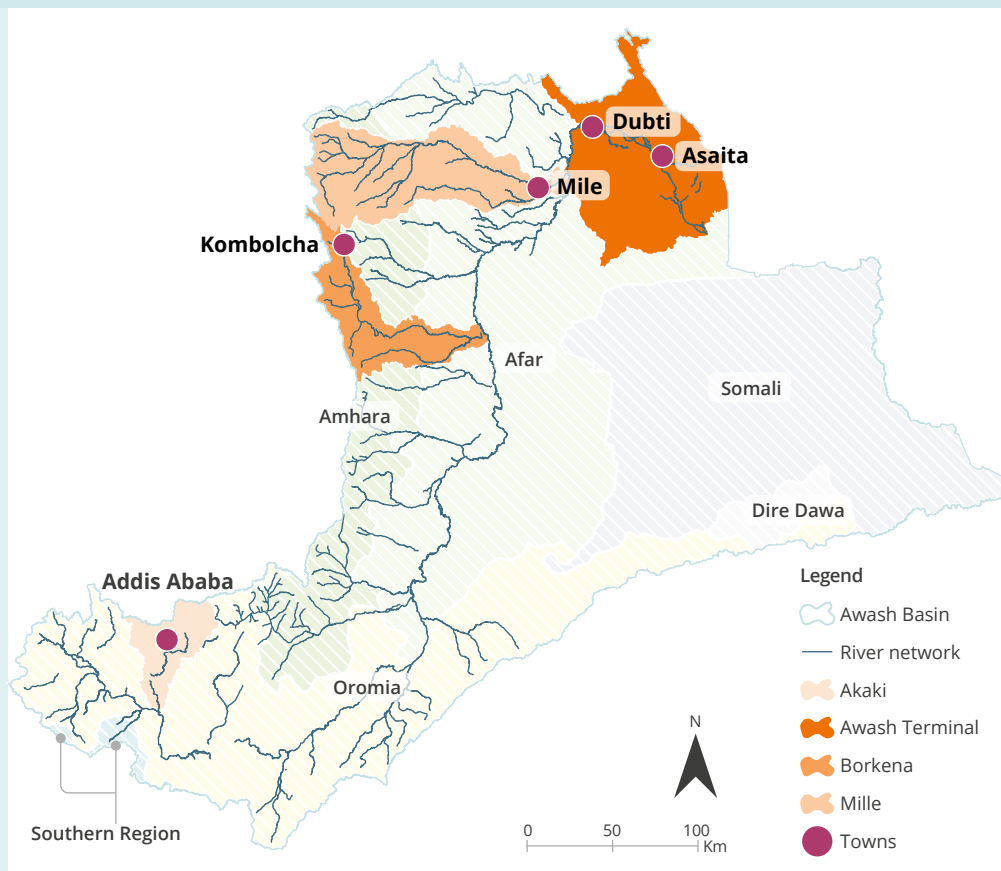 Dubti
Asaita
Mile
Kombolcha
Afar
Somali
Amhara
Dire Dawa
Addis Ababa
Oromia
Southern Region
Legend
Awash Basin
River network
Akaki
Awash Terminal
Borkena
Mille
Towns
N
0 50 100
Km